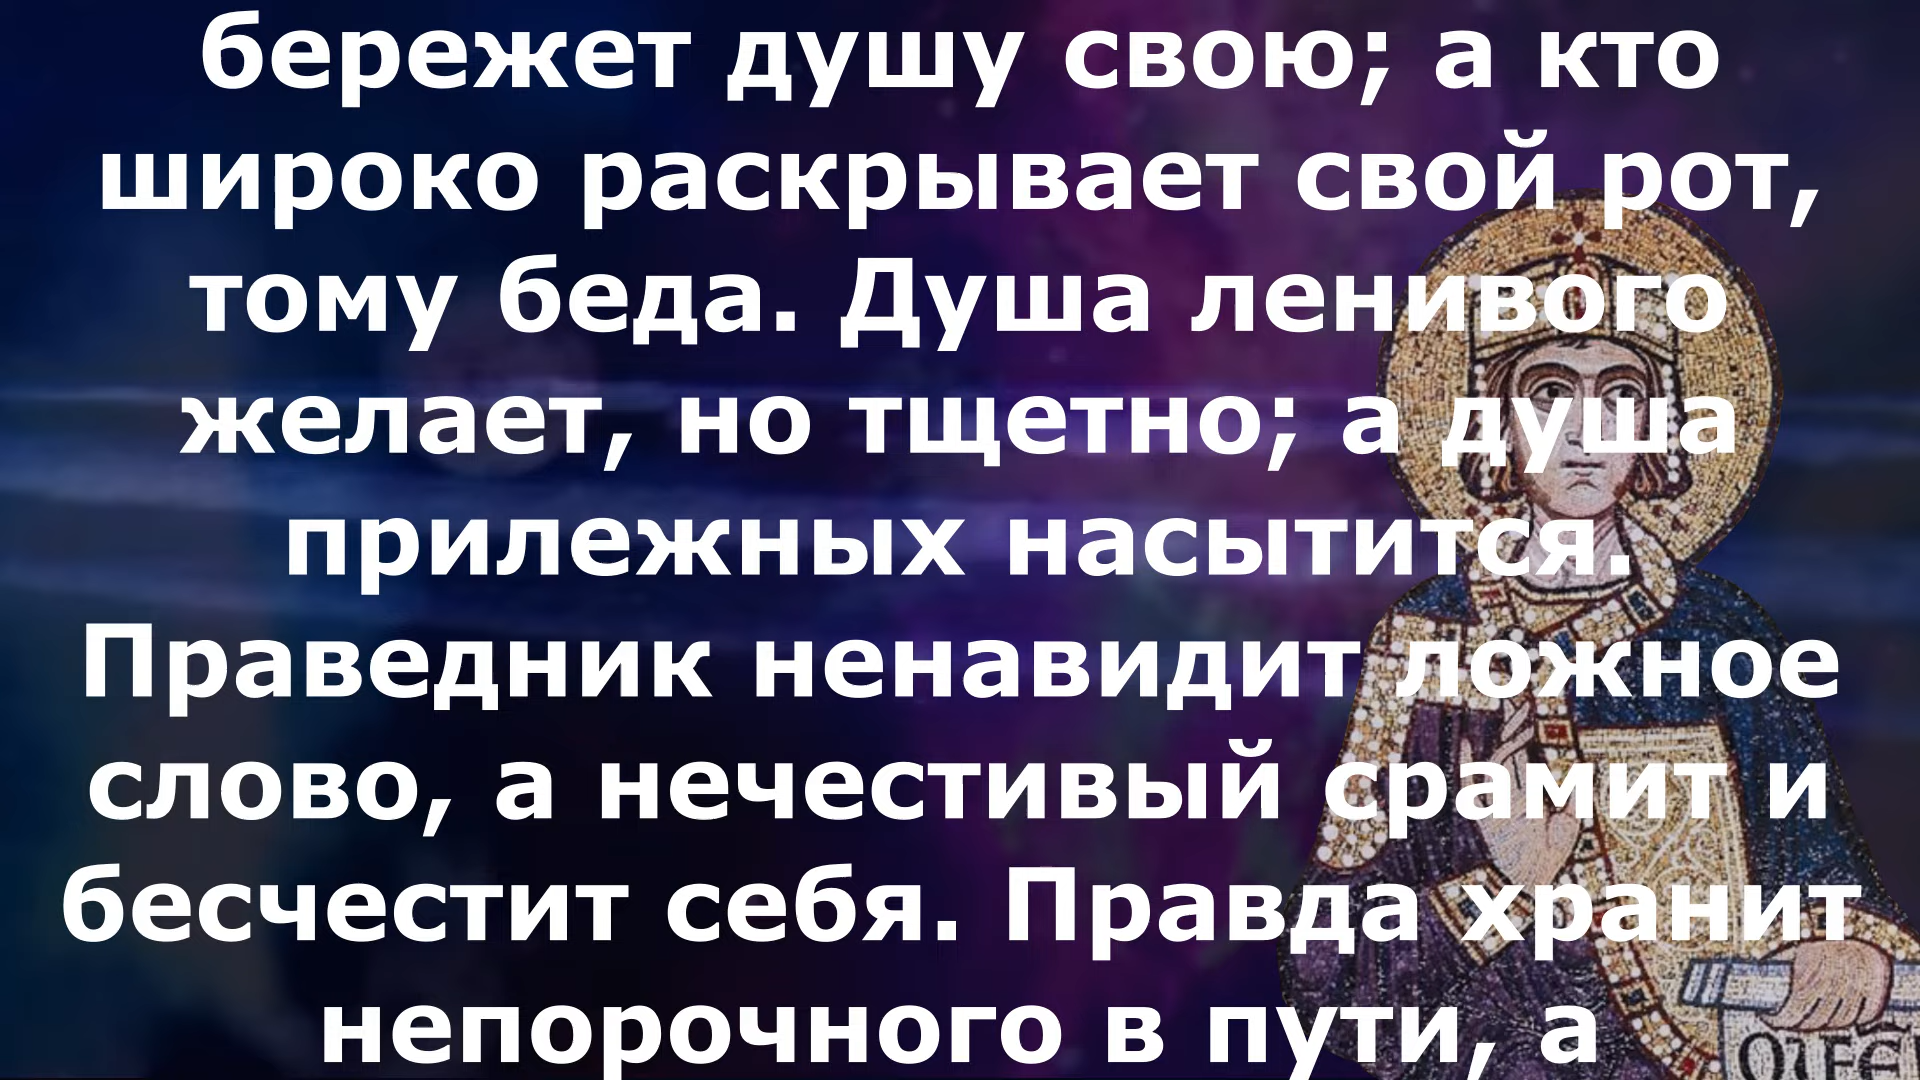 бережет душу свою; а кто
широко раскрывает свой рот,
тому беда. Душа ленивого
желает, но тщетно; а душа
прилежных насытится.
Праведник ненавидит ложное
слово, а нечестивый срамит и
бесчестит себя. Правда хранит
непорочного в пути, а